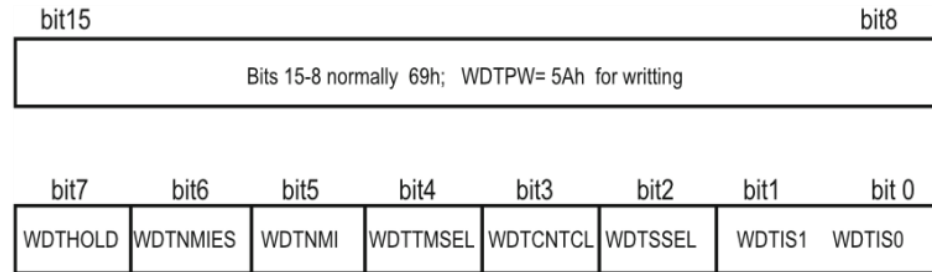 bit15 bit8
Bits 15-8 normally 69h; WDTPW= 5Ah for writting
bit7 bit6 bit5 bit4 bit3 bit2 bit1 bit 0
WDTHOLD WDTNMIES WDTNMI WDTTMSEL WDTCNTCL WDTSSEL WDTIS1 WDTIS0